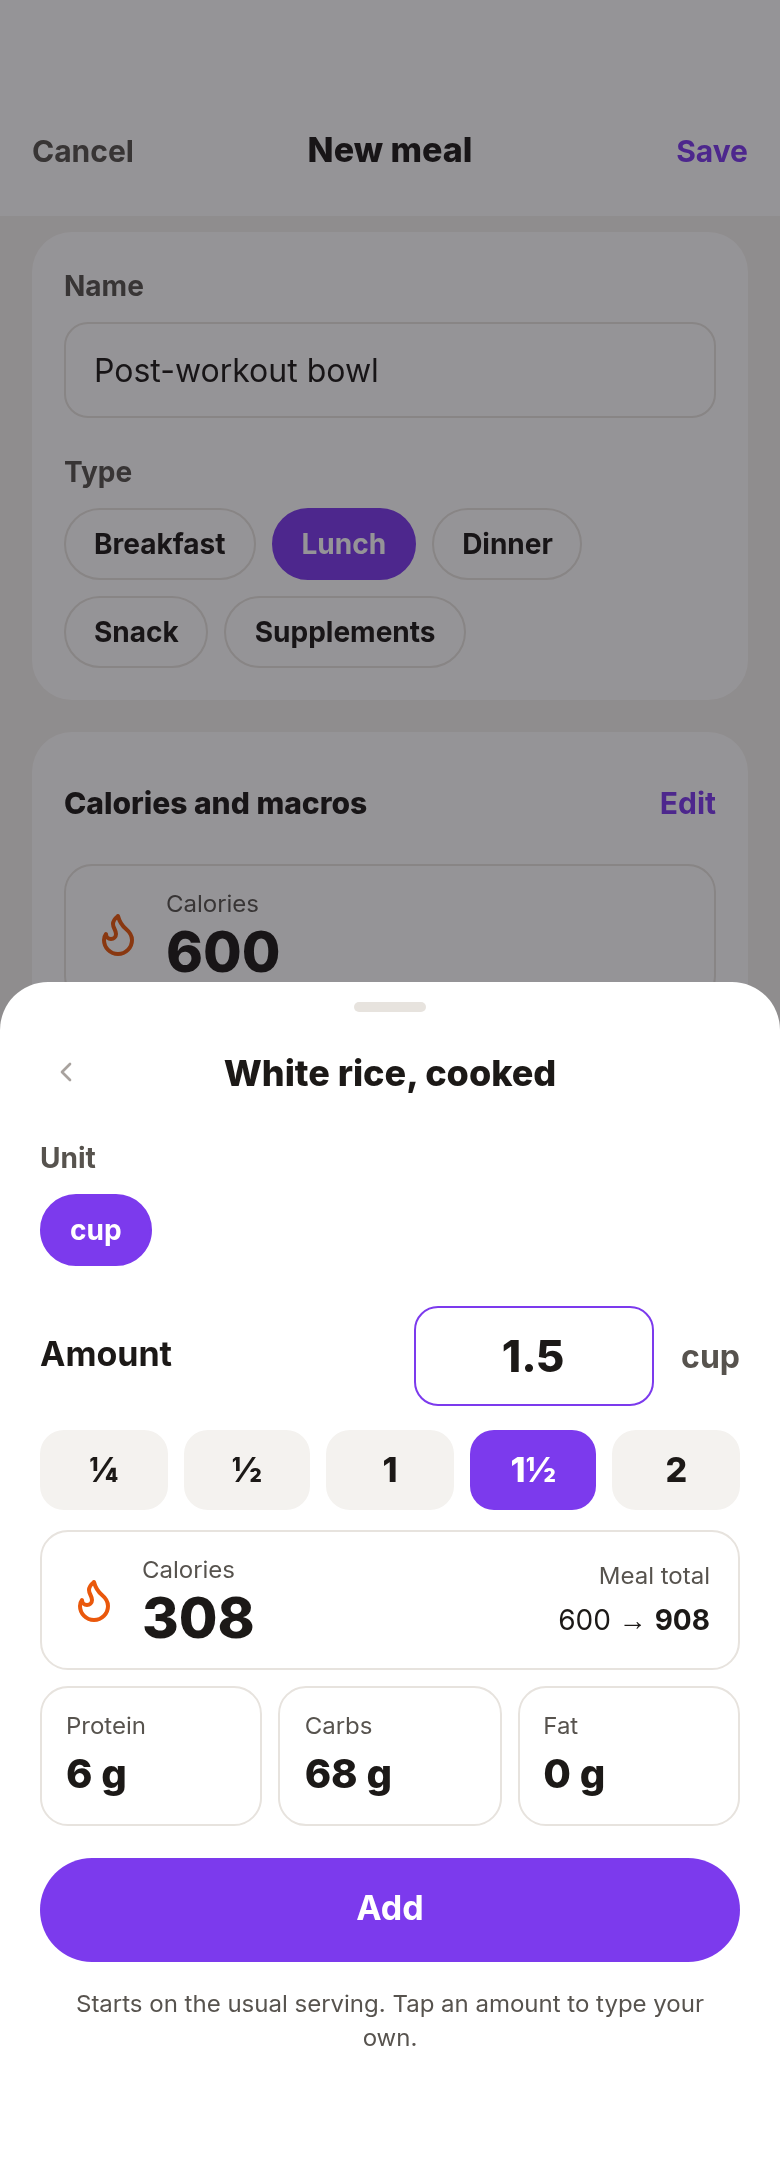 Cancel New meal Save
Name
Post-workout bowl
Type
Breakfast Lunch Dinner
Snack Supplements
Calories and macros Edit
Calories
600
White rice, cooked
Unit
cup
Amount 1.5 cup
¼ ½ 1 1½ 2
Calories Meal total
308 600 → 908
Protein Carbs Fat
6 g 68 g 0 g
Add
Starts on the usual serving. Tap an amount to type your
own.